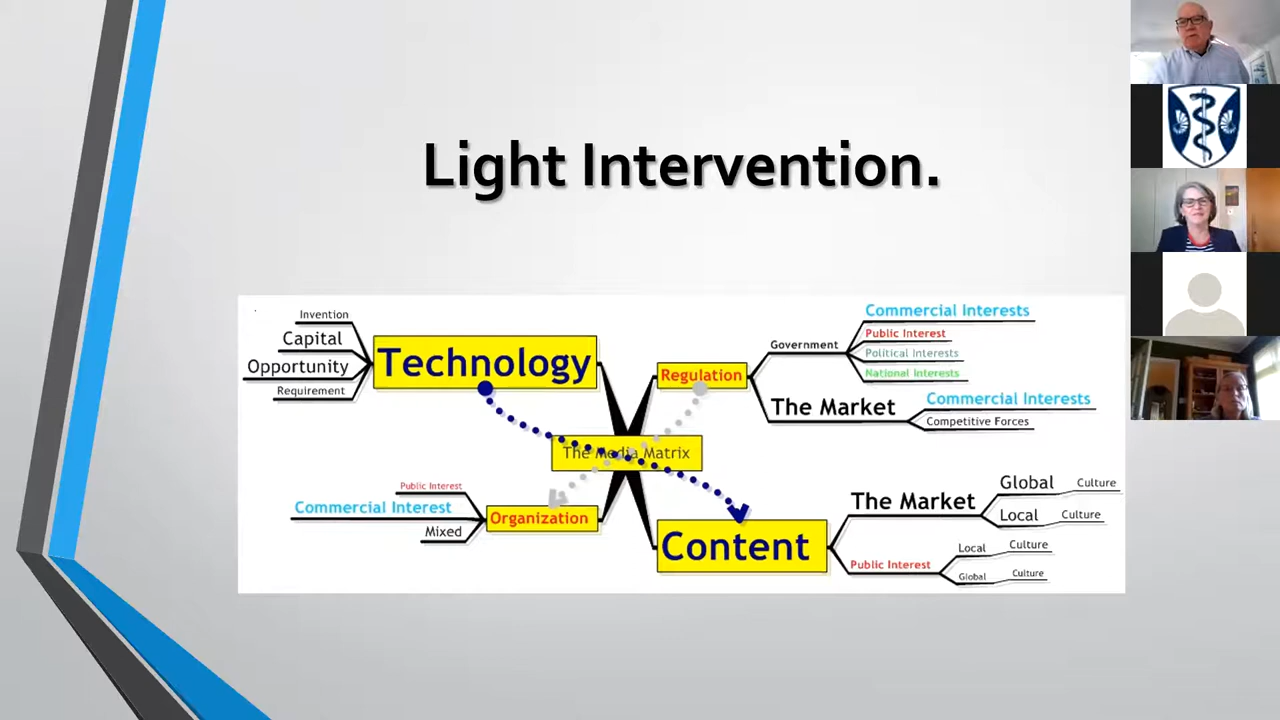 Light Intervention.
Invention
Capital
Opportunity
Requirement
Technology
Regulation
Government
Commercial Interests
Public Interest
Political Interests
National Interests
The Market
Commercial Interests
Competitive Forces
The Media Matrix
Public Interest
Commercial Interest
Mixed
Organization
Content
The Market
Global
Culture
Local
Culture
Public Interest
Local
Culture
Global
Culture